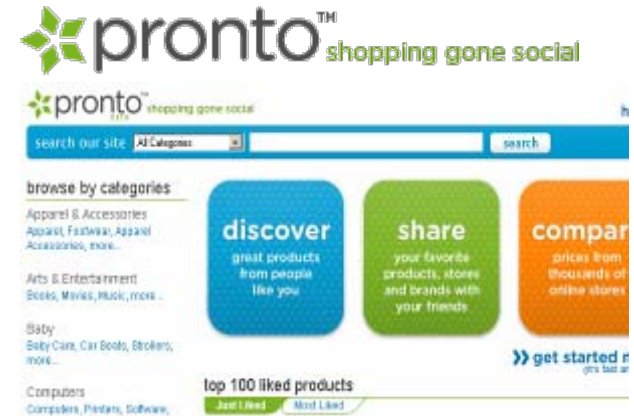 pronto™ shopping gone social
pronto™ shopping gone social
BETA
search our site All Categories search
browse by categories
Apparel & Accessories
Apparel, Footwear, Apparel
Accessories, more...
Arts & Entertainment
Books, Movies, Music, more...
Baby
Baby Care, Car Seats, Strollers,
more...
Computers
Computers, Printers, Software,
discover
great products
from people
like you
share
your favorite
products, stores
and brands with
your friends
compar
prices from
thousands of
online stores
get started
top 100 liked products
Just Liked Most Liked